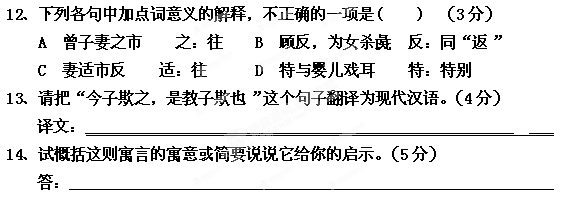 12、下列各句中加点词意义的解释，不正确的一项是(　　) （3分）
A 曾子妻之市　之：往　B 顾反，为女杀彘　反：同“返 ”
C 妻适市反　适：往　D 特与婴儿戏耳　特：特别
13、请把“今子欺之，是教子欺也 ”这个句子翻译为现代汉语。（4分）
译文：
14、试概括这则寓言的寓意或简要说说它给你的启示。（5分）
答：